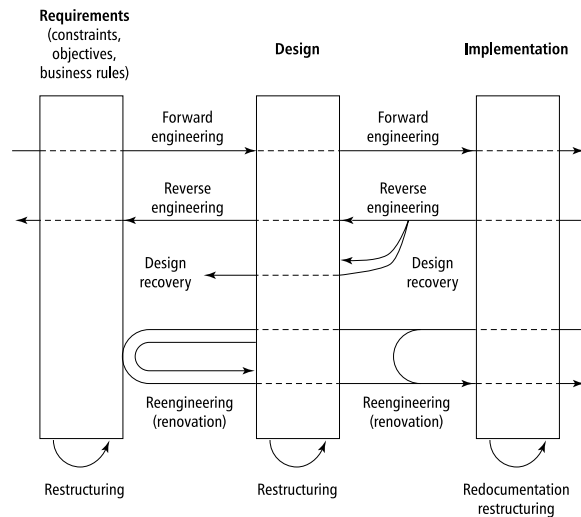 Requirements
(constraints,
objectives,
business rules)
Design
Implementation
Forward
engineering
Forward
engineering
Reverse
engineering
Reverse
engineering
Design
recovery
Design
recovery
Reengineering
(renovation)
Reengineering
(renovation)
Restructuring
Restructuring
Redocumentation
restructuring